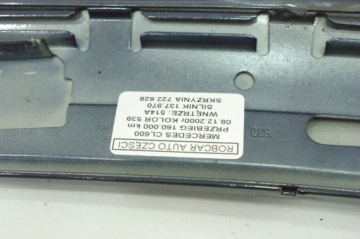 ROBCAR AUTO CZESCI
MERCEDES CL600
PRZEBIEG 160.000 km
08.12.2000r KOLOR 539
WNĘTRZE: 514A
SILNIK 137.970
SKRZYNIA 722.628